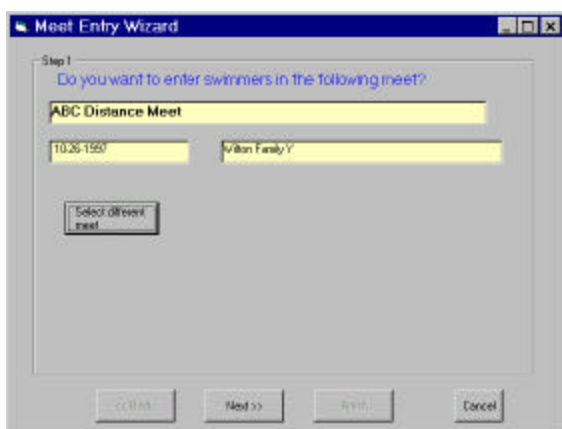 Meet Entry Wizard
Step 1
Do you want to enter swimmers in the following meet?
ABC Distance Meet
10-26-1997
Wilton Family Y
Select different
meet
<< Back
Next >>
Finish
Cancel